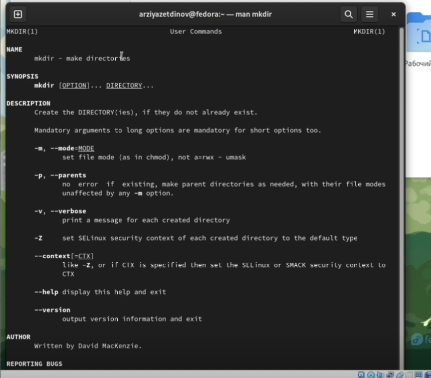 arziyazetdinov@fedora:~ — man mkdir
MKDIR(1) User Commands MKDIR(1)
NAME
mkdir - make directories
SYNOPSIS
mkdir [OPTION]... DIRECTORY...
DESCRIPTION
Create the DIRECTORY(ies), if they do not already exist.
Mandatory arguments to long options are mandatory for short options too.
-m, --mode=MODE
set file mode (as in chmod), not a=rwx - umask
-p, --parents
no error if existing, make parent directories as needed, with their file modes
unaffected by any -m option.
-v, --verbose
print a message for each created directory
-Z set SELinux security context of each created directory to the default type
--context[=CTX]
like -Z, or if CTX is specified then set the SELinux or SMACK security context to
CTX
--help display this help and exit
--version
output version information and exit
AUTHOR
Written by David MacKenzie.
REPORTING BUGS
Рабочий